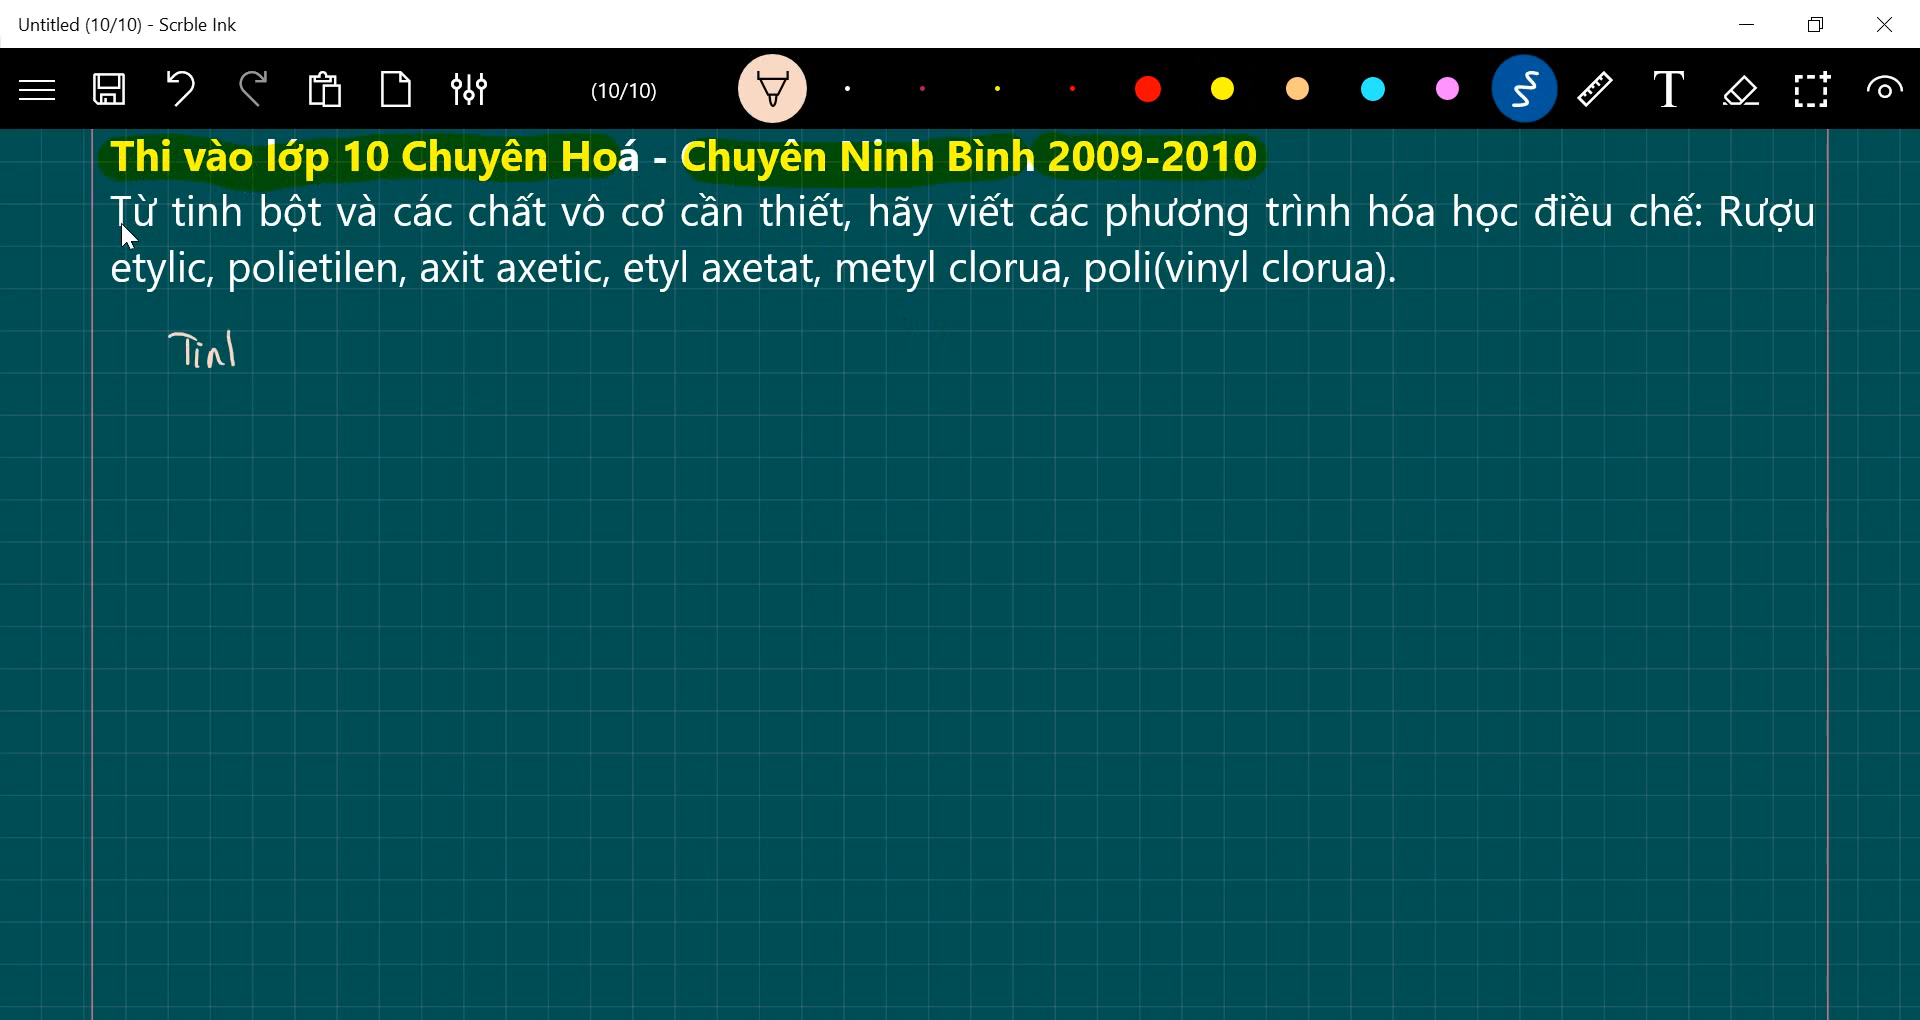 Untitled (10/10) - Scrble Ink
(10/10)
T
Thi vào lớp 10 Chuyên Hoá - Chuyên Ninh Bình 2009-2010
Từ tinh bột và các chất vô cơ cần thiết, hãy viết các phương trình hóa học điều chế: Rượu
etylic, polietilen, axit axetic, etyl axetat, metyl clorua, poli(vinyl clorua).
Tinl